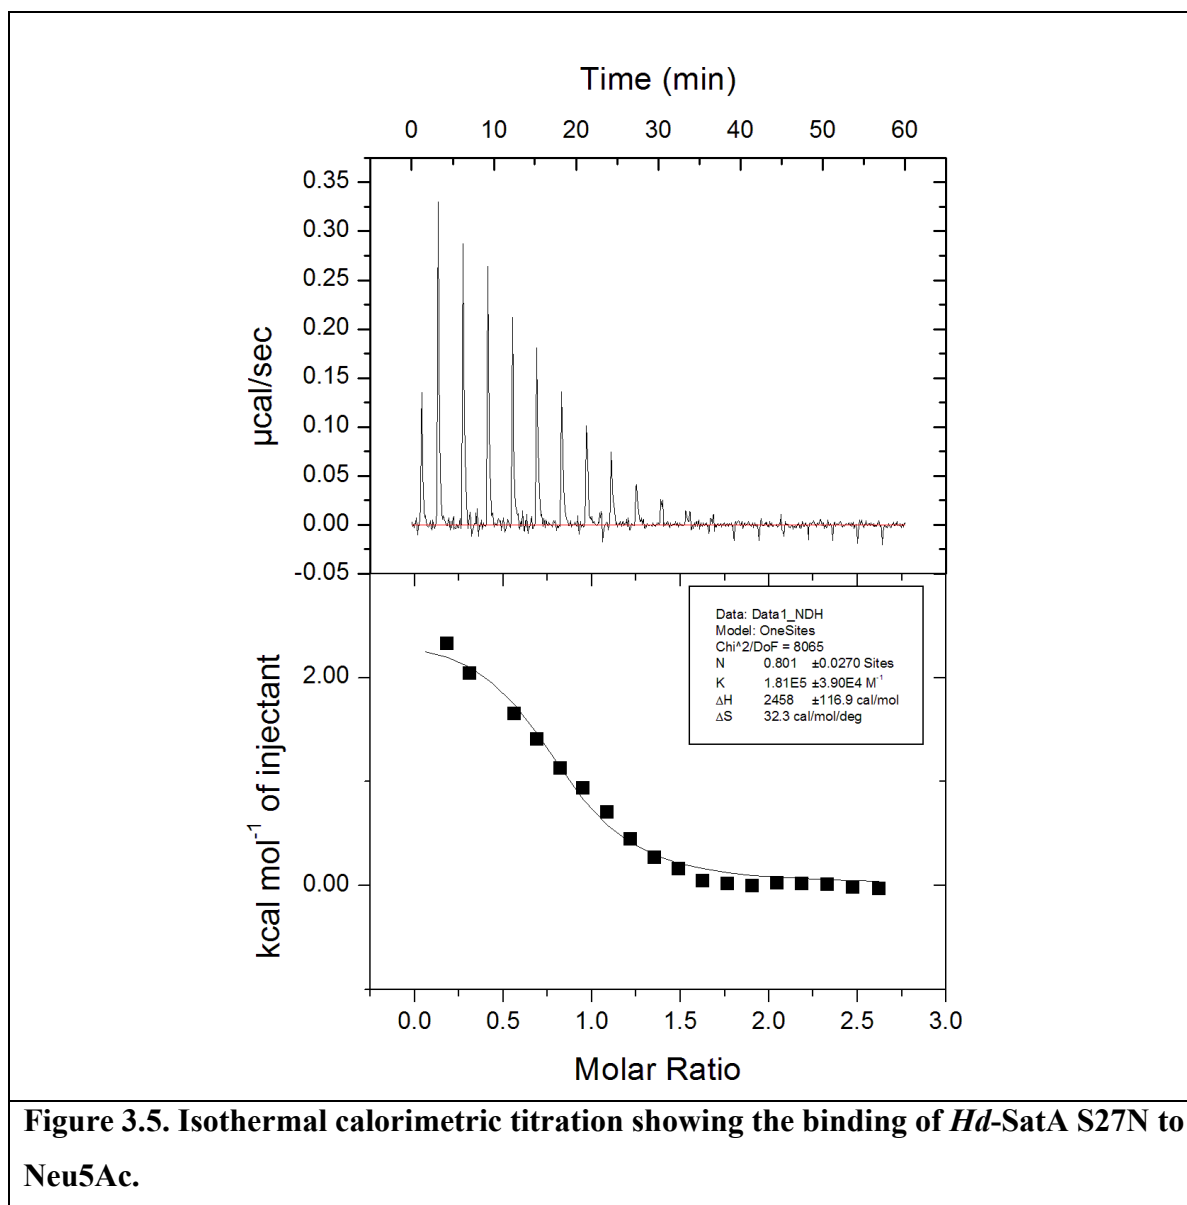 Time (min)
0 10 20 30 40 50 60
0.35
0.30
0.25
0.20
0.15
0.10
0.05
0.00
-0.05
µcal/sec
Data: Data1_NDH
Model: OneSites
Chi^2/DoF = 8065
N 0.801 ±0.0270 Sites
K 1.81E5 ±3.90E4 M⁻¹
ΔH 2458 ±116.9 cal/mol
ΔS 32.3 cal/mol/deg
2.00
0.00
kcal mol⁻¹ of injectant
0.0 0.5 1.0 1.5 2.0 2.5 3.0
Molar Ratio
Figure 3.5. Isothermal calorimetric titration showing the binding of Hd-SatA S27N to
Neu5Ac.